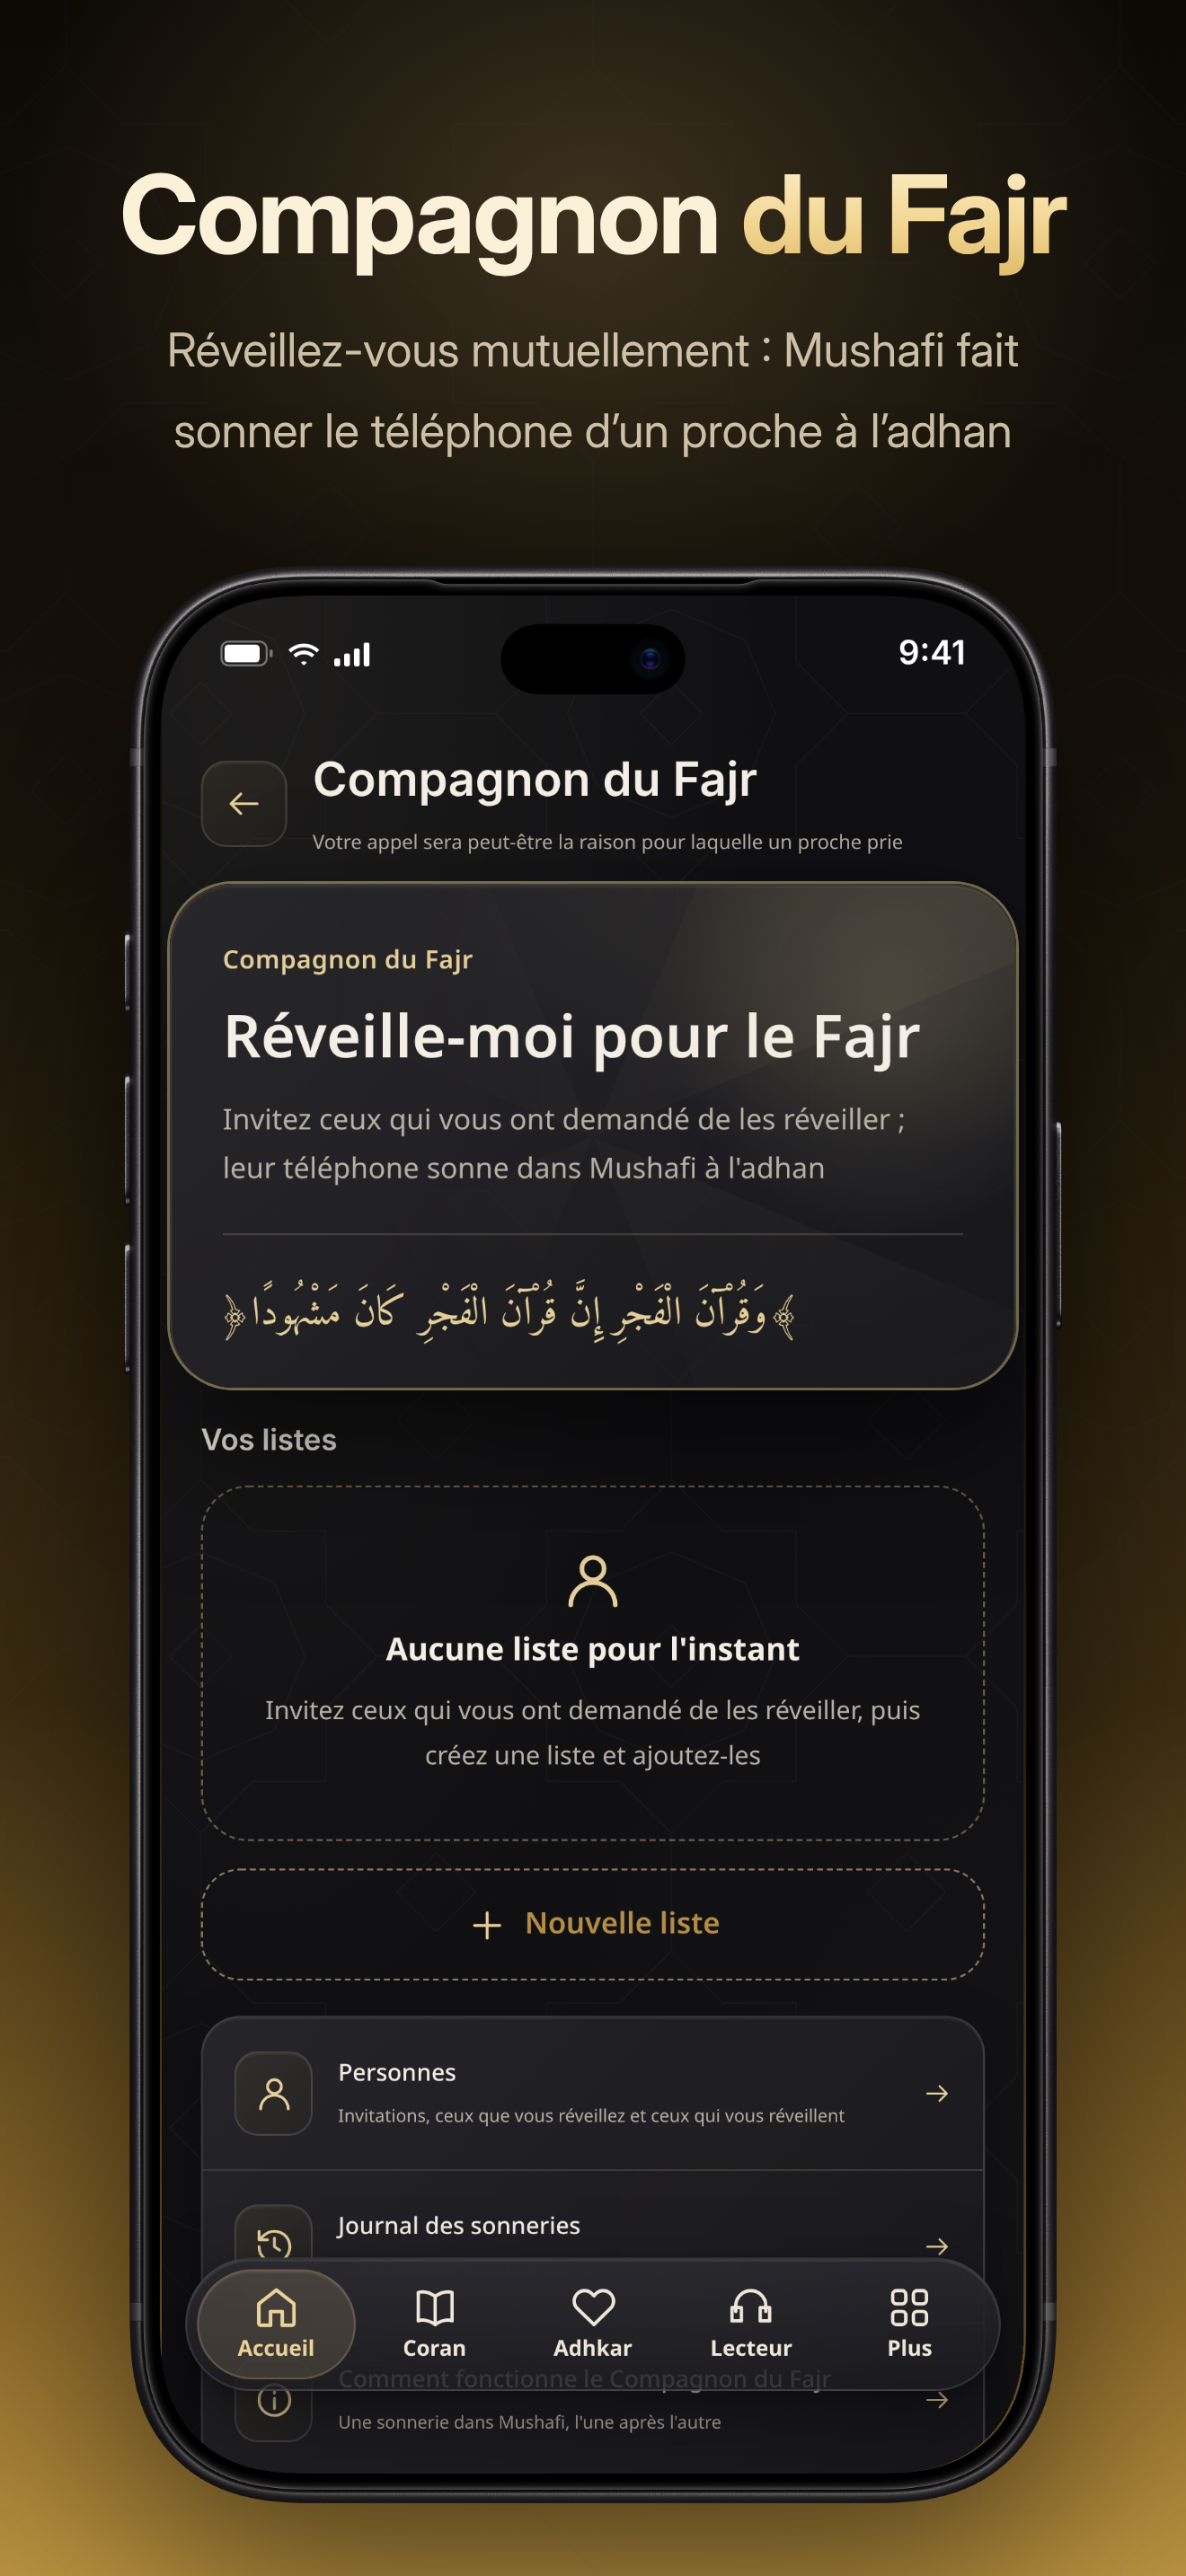 Compagnon du Fajr
Réveillez-vous mutuellement : Mushafi fait
sonner le téléphone d’un proche à l’adhan
9:41
Compagnon du Fajr
Votre appel sera peut-être la raison pour laquelle un proche prie
Compagnon du Fajr
Réveille-moi pour le Fajr
Invitez ceux qui vous ont demandé de les réveiller ;
leur téléphone sonne dans Mushafi à l'adhan
﴿وَقُرْآنَ الْفَجْرِ إِنَّ قُرْآنَ الْفَجْرِ كَانَ مَشْهُودًا﴾
Vos listes
Aucune liste pour l'instant
Invitez ceux qui vous ont demandé de les réveiller, puis
créez une liste et ajoutez-les
Nouvelle liste
Personnes
Invitations, ceux que vous réveillez et ceux qui vous réveillent
Journal des sonneries
Accueil
Coran
Adhkar
Lecteur
Plus
Comment fonctionne le Compagnon du Fajr
Une sonnerie dans Mushafi, l'une après l'autre